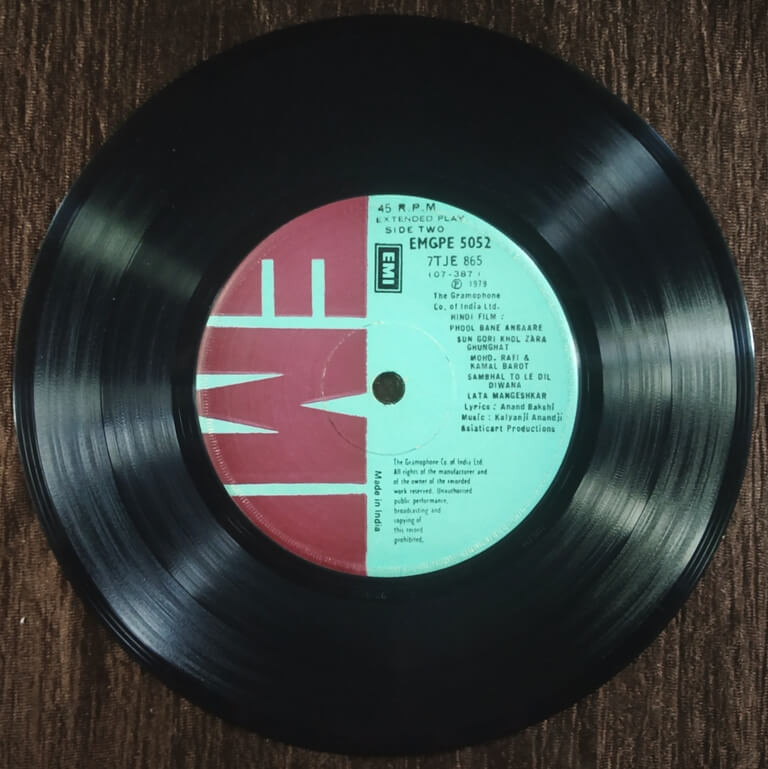 45 R.P.M
EXTENDED PLAY
SIDE TWO
EMGPE 5052
EMI
7TJE 865
(07-387)
Ⓟ 1979
The Gramophone
Co. of India Ltd.
HINDI FILM :
PHOOL BANE ANGAARE
SUN GORI KHOL ZARA
GHUNGHAT
MOHD. RAFI &
KAMAL BAROT
SAMBHAL TO LE DIL
DIWANA
LATA MANGESHKAR
Lyrics : Anand Bakshi
Music : Kalyanji Anandji
Asiaticart Productions
The Gramophone Co. of India Ltd.
All rights of the manufacturer and
of the owner of the recorded
work reserved. Unauthorised
public performance,
broadcasting and
copying of
this record
prohibited.
Made in India
EMI